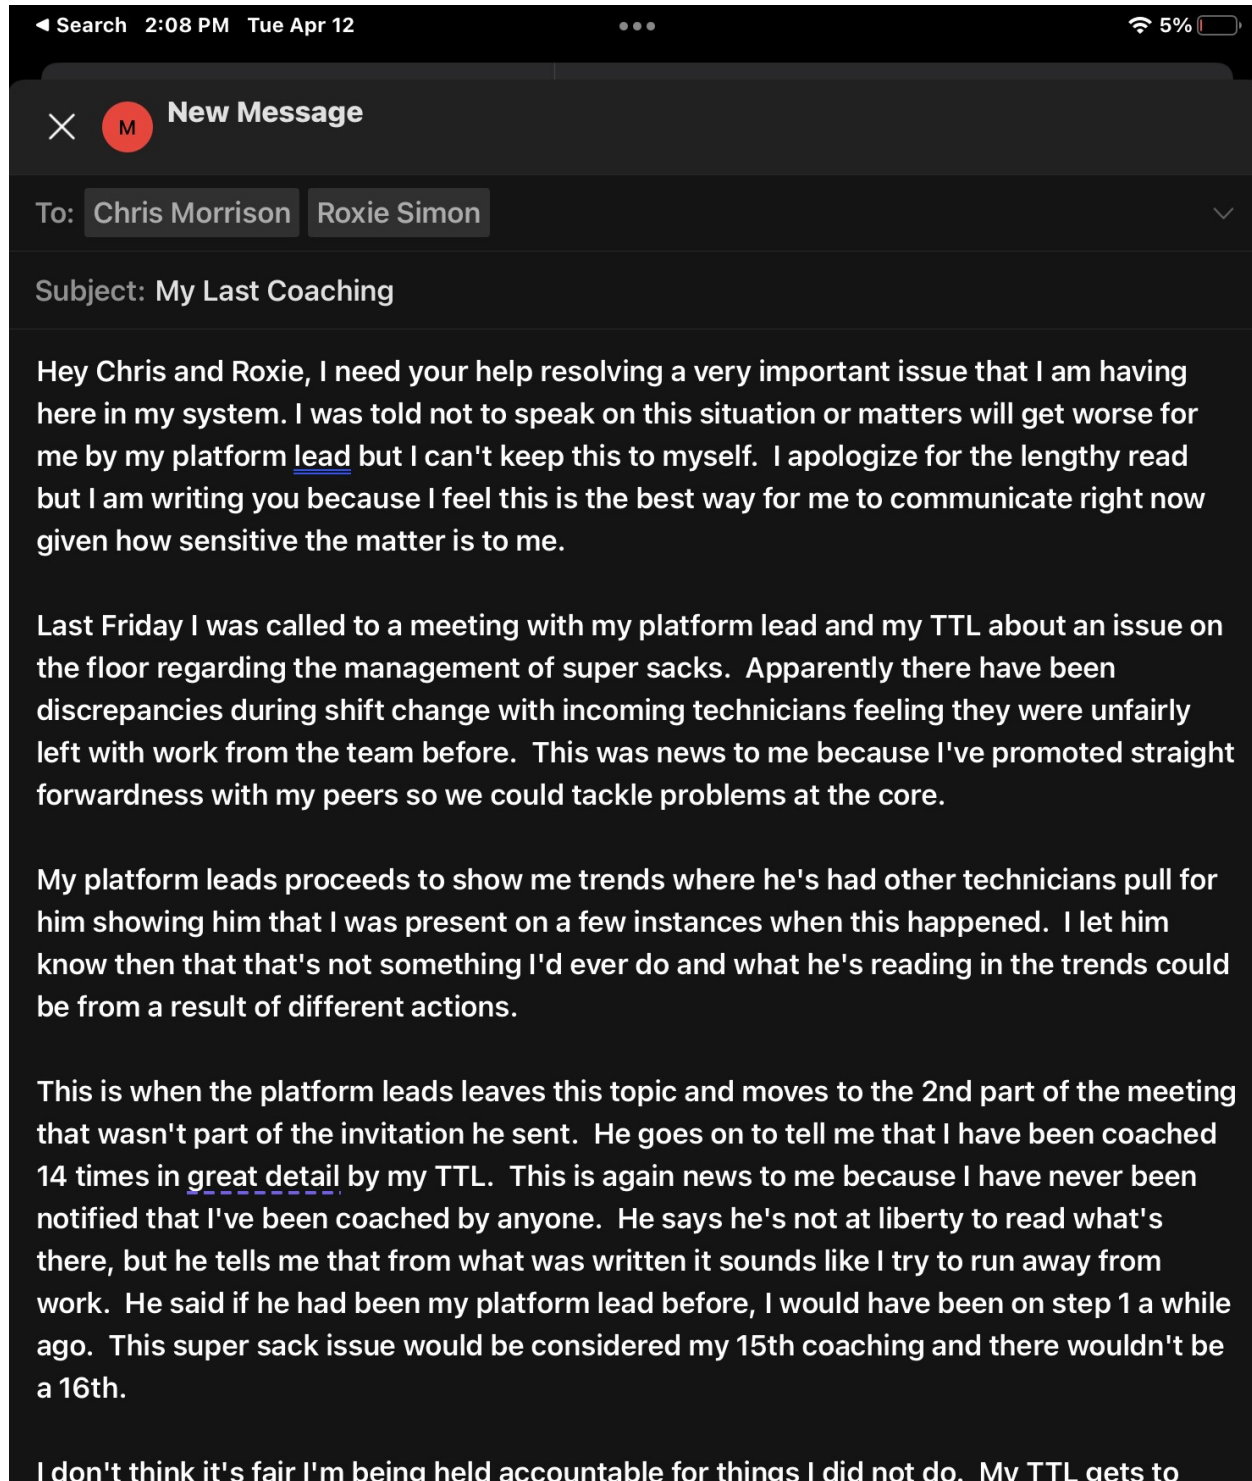 Search 2:08 PM Tue Apr 12 5%
M New Message
To: Chris Morrison Roxie Simon
Subject: My Last Coaching
Hey Chris and Roxie, I need your help resolving a very important issue that I am having
here in my system. I was told not to speak on this situation or matters will get worse for
me by my platform lead but I can't keep this to myself.  I apologize for the lengthy read
but I am writing you because I feel this is the best way for me to communicate right now
given how sensitive the matter is to me.
Last Friday I was called to a meeting with my platform lead and my TTL about an issue on
the floor regarding the management of super sacks.  Apparently there have been
discrepancies during shift change with incoming technicians feeling they were unfairly
left with work from the team before.  This was news to me because I've promoted straight
forwardness with my peers so we could tackle problems at the core.
My platform leads proceeds to show me trends where he's had other technicians pull for
him showing him that I was present on a few instances when this happened.  I let him
know then that that's not something I'd ever do and what he's reading in the trends could
be from a result of different actions.
This is when the platform leads leaves this topic and moves to the 2nd part of the meeting
that wasn't part of the invitation he sent.  He goes on to tell me that I have been coached
14 times in great detail by my TTL.  This is again news to me because I have never been
notified that I've been coached by anyone.  He says he's not at liberty to read what's
there, but he tells me that from what was written it sounds like I try to run away from
work.  He said if he had been my platform lead before, I would have been on step 1 a while
ago.  This super sack issue would be considered my 15th coaching and there wouldn't be
a 16th.
I don't think it's fair I'm being held accountable for things I did not do.  My TTL gets to